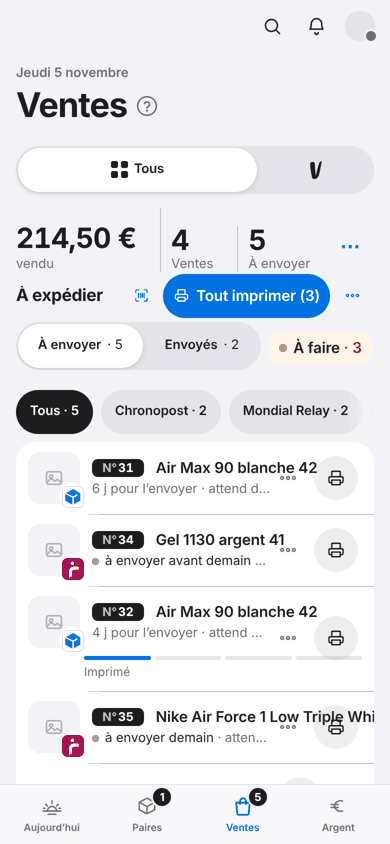 Jeudi 5 novembre
Ventes ?
Tous
214,50 € 4 5 ...
vendu Ventes À envoyer
À expédier Tout imprimer (3)
À envoyer · 5 Envoyés · 2 À faire · 3
Tous · 5 Chronopost · 2 Mondial Relay · 2
N°31 Air Max 90 blanche 42
6 j pour l’envoyer · attend d...
N°34 Gel 1130 argent 41
à envoyer avant demain ...
N°32 Air Max 90 blanche 42
4 j pour l’envoyer · attend ...
Imprimé
N°35 Nike Air Force 1 Low Triple Whi
à envoyer demain · atten...
1 5
Aujourd’hui Paires Ventes Argent